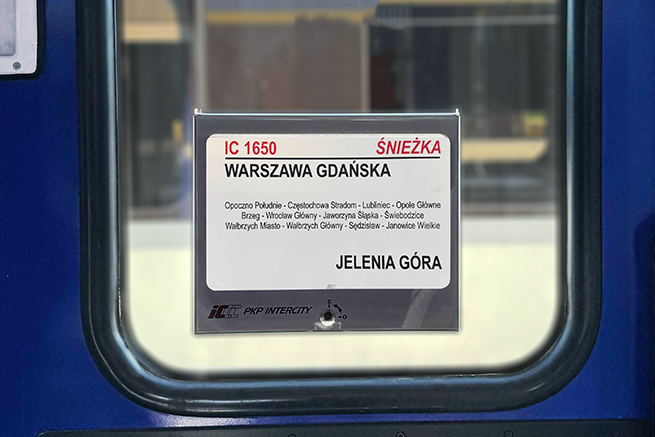 IC 1650 ŚNIEŻKA
WARSZAWA GDAŃSKA
Opoczno Południe - Częstochowa Stradom - Lubliniec - Opole Główne
Brzeg - Wrocław Główny - Jaworzyna Śląska - Świebodzice
Wałbrzych Miasto - Wałbrzych Główny - Sędzisław - Janowice Wielkie
JELENIA GÓRA
IC PKP INTERCITY
Z
O